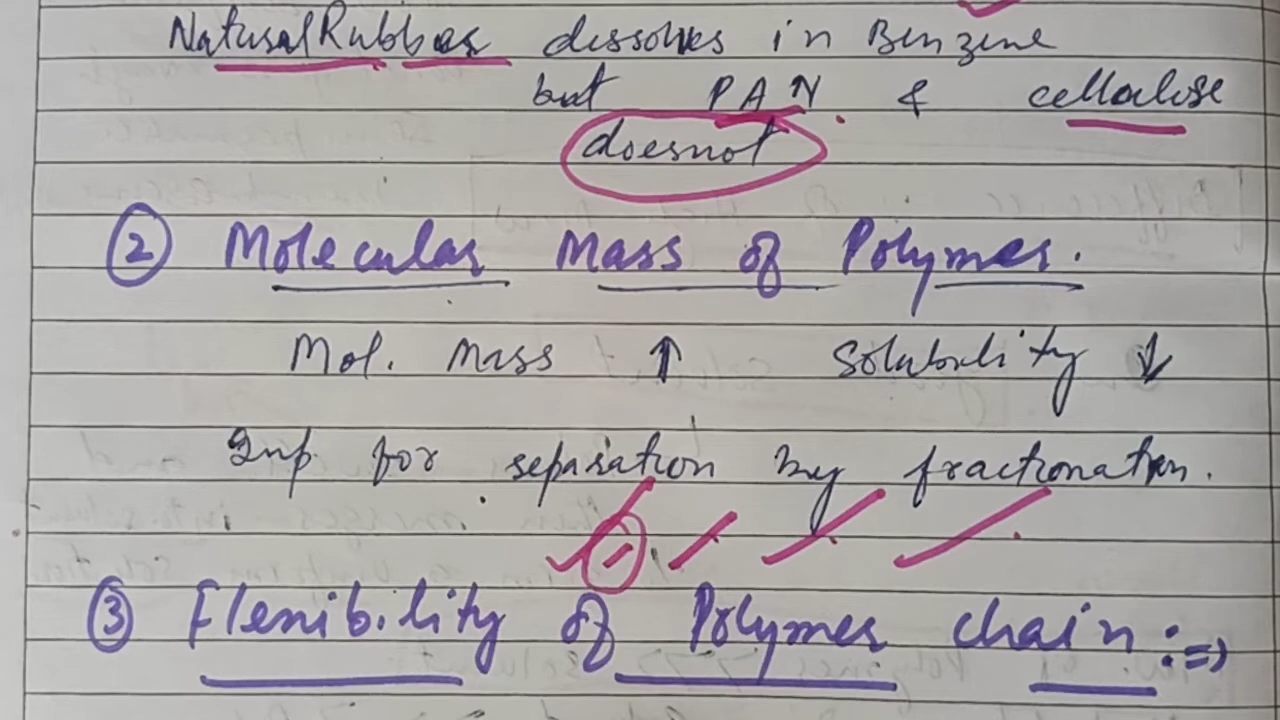 Natural Rubber dissolves in Benzene
but PAN & cellulose
doesnot
② Molecular Mass of Polymer.
Mol. Mass ↑ Solubulity ↓
Imp. for separation by fractionation.
③ Flexibility of Polymer chain :⇒